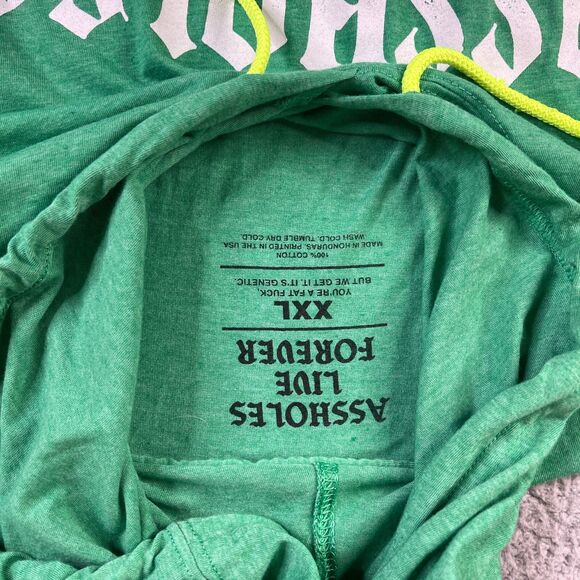 ASSHOLES
LIVE
FOREVER
XXL
YOU'RE A FAT FUCK,
BUT WE GET IT. IT'S GENETIC.
100% COTTON
MADE IN HONDURAS. PRINTED IN THE USA
WASH COLD. TUMBLE DRY COLD.